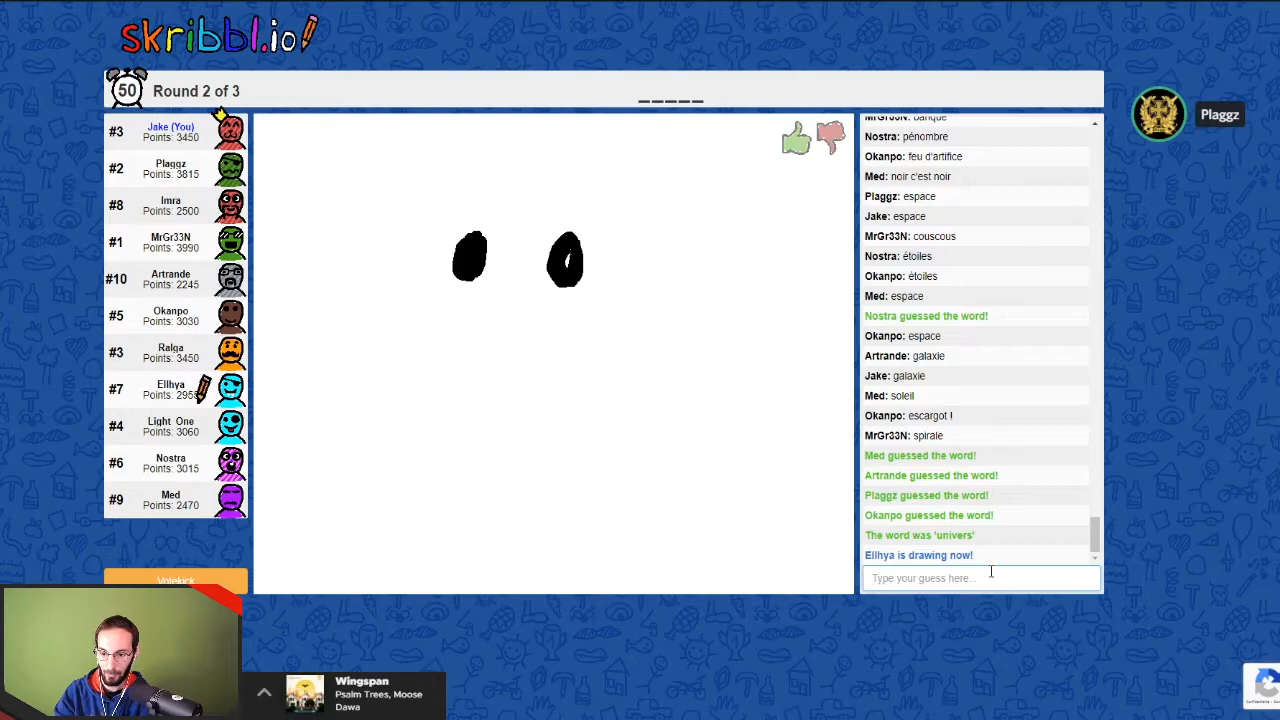 skribbl.io
50
Round 2 of 3
_____
#3
Jake (You)
Points: 3450
#2
Plaggz
Points: 3815
#8
Imra
Points: 2500
#1
MrGr33N
Points: 3990
#10
Artrande
Points: 2245
#5
Okanpo
Points: 3030
#3
Ralga
Points: 3450
#7
Ellhya
#4
Light One
Points: 3060
#6
Nostra
Points: 3015
#9
Med
Points: 2470
Votekick
MrGr33N: banque
Nostra: pénombre
Okanpo: feu d'artifice
Med: noir c'est noir
Plaggz: espace
Jake: espace
MrGr33N: couscous
Nostra: étoiles
Okanpo: étoiles
Med: espace
Nostra guessed the word!
Okanpo: espace
Artrande: galaxie
Jake: galaxie
Med: soleil
Okanpo: escargot !
MrGr33N: spirale
Med guessed the word!
Artrande guessed the word!
Plaggz guessed the word!
Okanpo guessed the word!
The word was 'univers'
Ellhya is drawing now!
Type your guess here...
Plaggz
Wingspan
Psalm Trees, Moose
Dawa